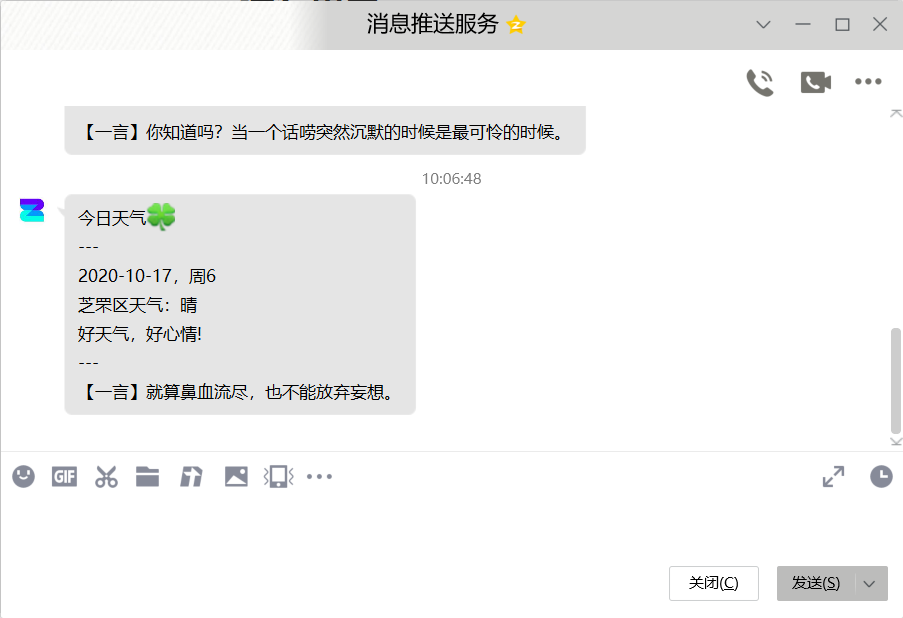 消息推送服务
【一言】你知道吗？当一个话唠突然沉默的时候是最可怜的时候。
10:06:48
今日天气
---
2020-10-17，周6
芝罘区天气：晴
好天气，好心情!
---
【一言】就算鼻血流尽，也不能放弃妄想。
GIF
关闭(C) 发送(S)